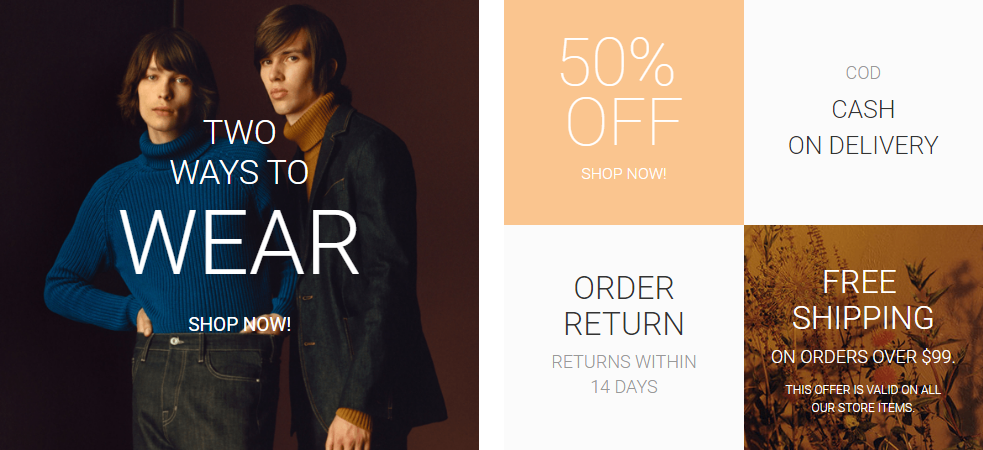 TWO
WAYS TO
WEAR
SHOP NOW!
50%
OFF
SHOP NOW!
COD
CASH
ON DELIVERY
ORDER
RETURN
RETURNS WITHIN
14 DAYS
FREE
SHIPPING
ON ORDERS OVER $99.
THIS OFFER IS VALID ON ALL
OUR STORE ITEMS.